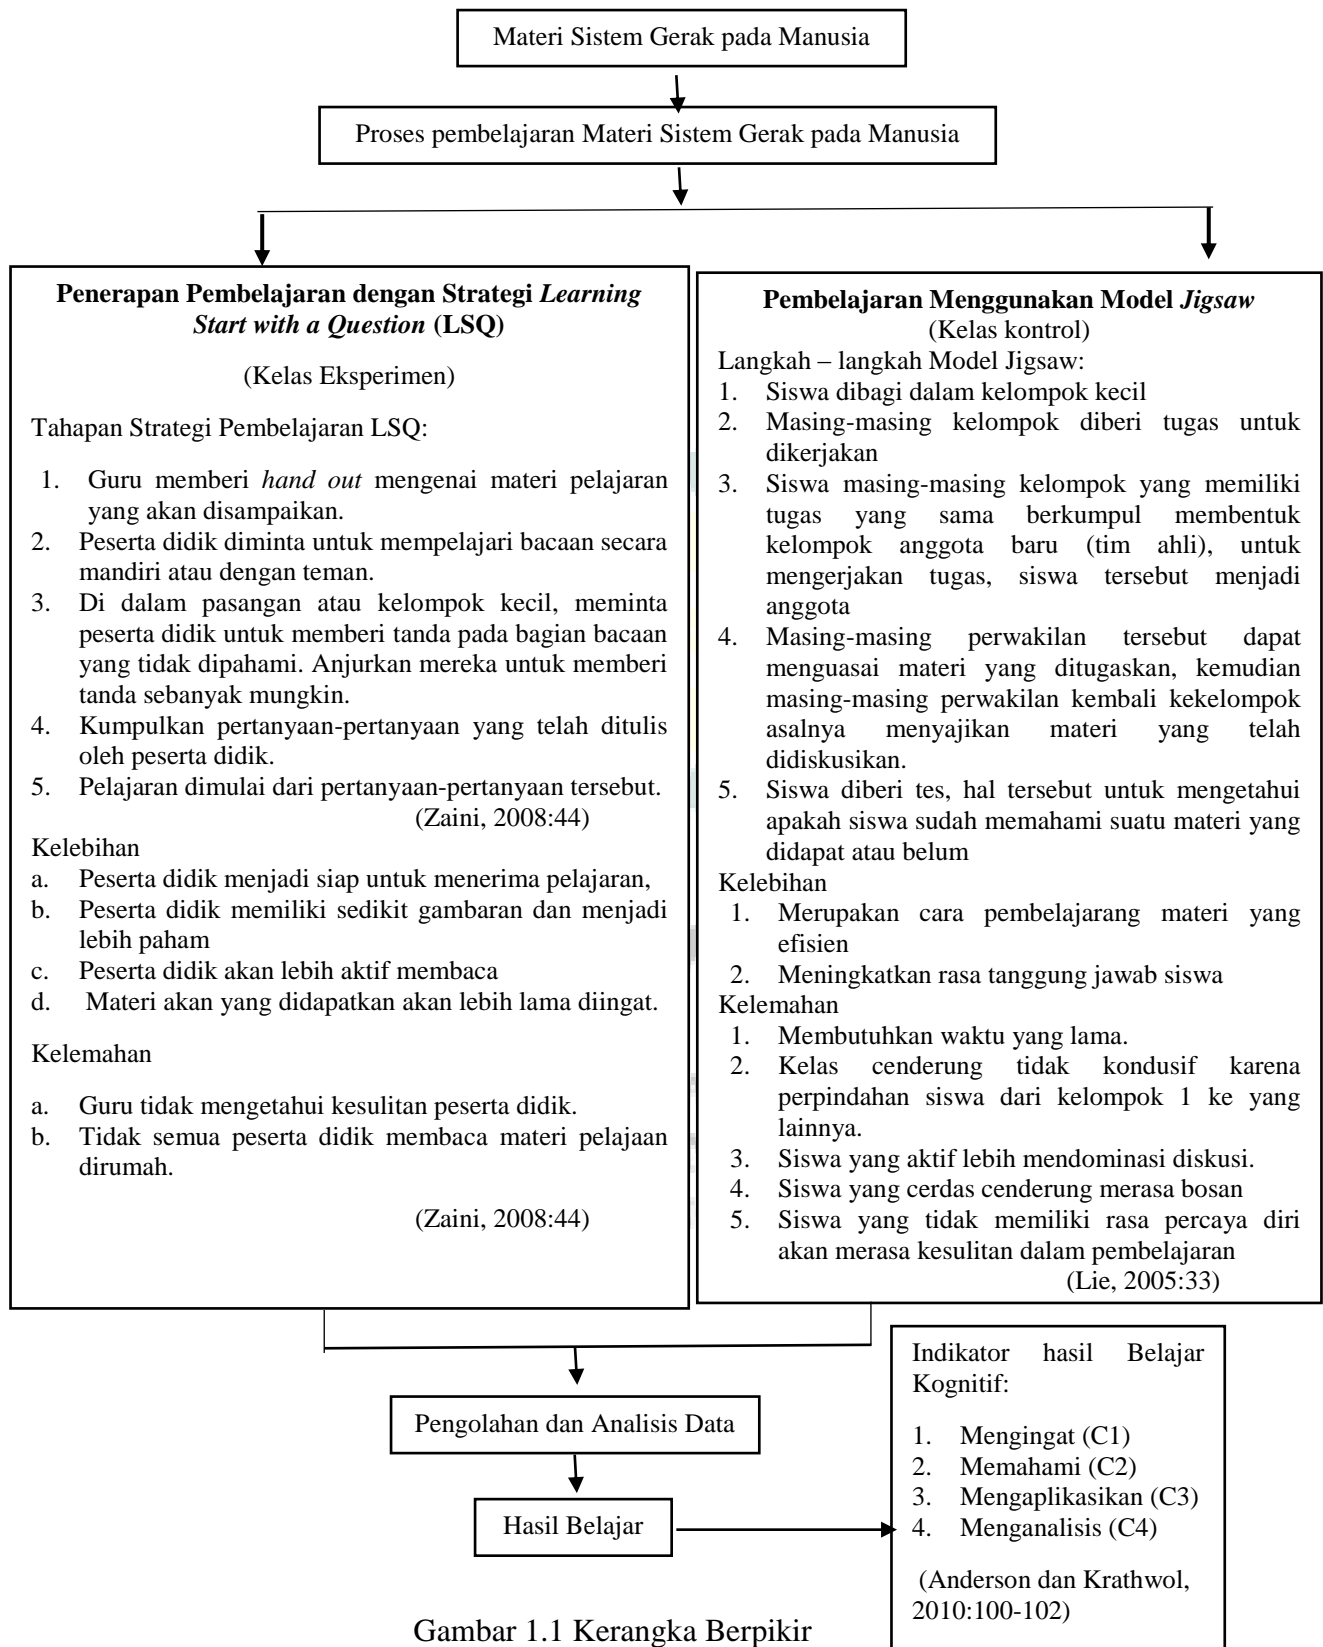 Materi Sistem Gerak pada Manusia
Proses pembelajaran Materi Sistem Gerak pada Manusia
Penerapan Pembelajaran dengan Strategi Learning
Start with a Question (LSQ)
(Kelas Eksperimen)
Tahapan Strategi Pembelajaran LSQ:
1. Guru memberi hand out mengenai materi pelajaran
yang akan disampaikan.
2. Peserta didik diminta untuk mempelajari bacaan secara
mandiri atau dengan teman.
3. Di dalam pasangan atau kelompok kecil, meminta
peserta didik untuk memberi tanda pada bagian bacaan
yang tidak dipahami. Anjurkan mereka untuk memberi
tanda sebanyak mungkin.
4. Kumpulkan pertanyaan-pertanyaan yang telah ditulis
oleh peserta didik.
5. Pelajaran dimulai dari pertanyaan-pertanyaan tersebut.
(Zaini, 2008:44)
Kelebihan
a. Peserta didik menjadi siap untuk menerima pelajaran,
b. Peserta didik memiliki sedikit gambaran dan menjadi
lebih paham
c. Peserta didik akan lebih aktif membaca
d. Materi akan yang didapatkan akan lebih lama diingat.
Kelemahan
a. Guru tidak mengetahui kesulitan peserta didik.
b. Tidak semua peserta didik membaca materi pelajaan
dirumah.
(Zaini, 2008:44)
Pembelajaran Menggunakan Model Jigsaw
(Kelas kontrol)
Langkah – langkah Model Jigsaw:
1. Siswa dibagi dalam kelompok kecil
2. Masing-masing kelompok diberi tugas untuk
dikerjakan
3. Siswa masing-masing kelompok yang memiliki
tugas yang sama berkumpul membentuk
kelompok anggota baru (tim ahli), untuk
mengerjakan tugas, siswa tersebut menjadi
anggota
4. Masing-masing perwakilan tersebut dapat
menguasai materi yang ditugaskan, kemudian
masing-masing perwakilan kembali kekelompok
asalnya menyajikan materi yang telah
didiskusikan.
5. Siswa diberi tes, hal tersebut untuk mengetahui
apakah siswa sudah memahami suatu materi yang
didapat atau belum
Kelebihan
1. Merupakan cara pembelajarang materi yang
efisien
2. Meningkatkan rasa tanggung jawab siswa
Kelemahan
1. Membutuhkan waktu yang lama.
2. Kelas cenderung tidak kondusif karena
perpindahan siswa dari kelompok 1 ke yang
lainnya.
3. Siswa yang aktif lebih mendominasi diskusi.
4. Siswa yang cerdas cenderung merasa bosan
5. Siswa yang tidak memiliki rasa percaya diri
akan merasa kesulitan dalam pembelajaran
(Lie, 2005:33)
Pengolahan dan Analisis Data
Hasil Belajar
Indikator hasil Belajar
Kognitif:
1. Mengingat (C1)
2. Memahami (C2)
3. Mengaplikasikan (C3)
4. Menganalisis (C4)
(Anderson dan Krathwol,
2010:100-102)
Gambar 1.1 Kerangka Berpikir